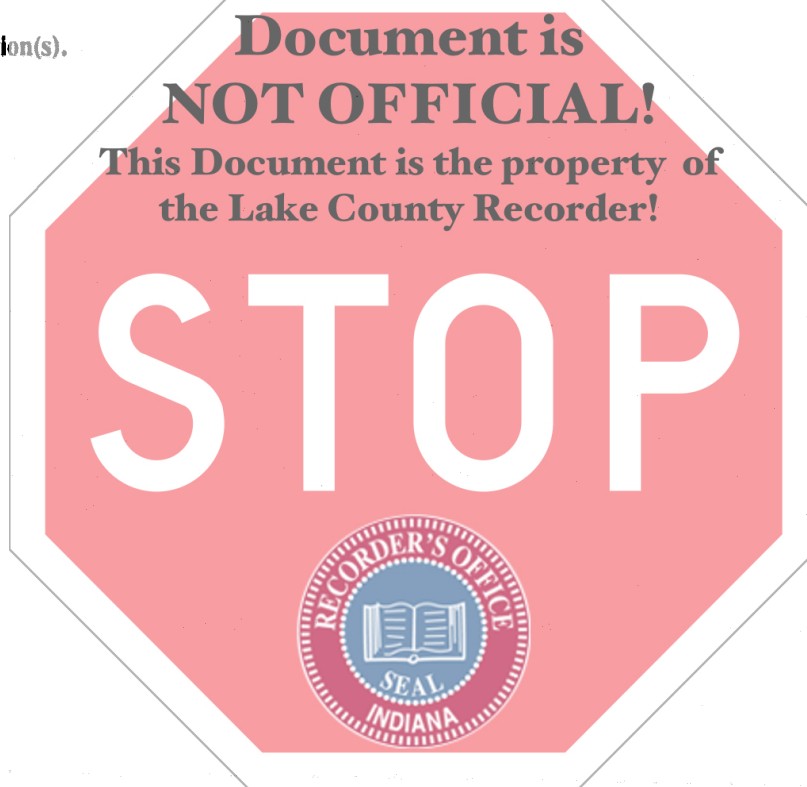 ion(s).
Document is
NOT OFFICIAL!
This Document is the property of
the Lake County Recorder!
STOP
RECORDER'S OFFICE
SEAL
INDIANA